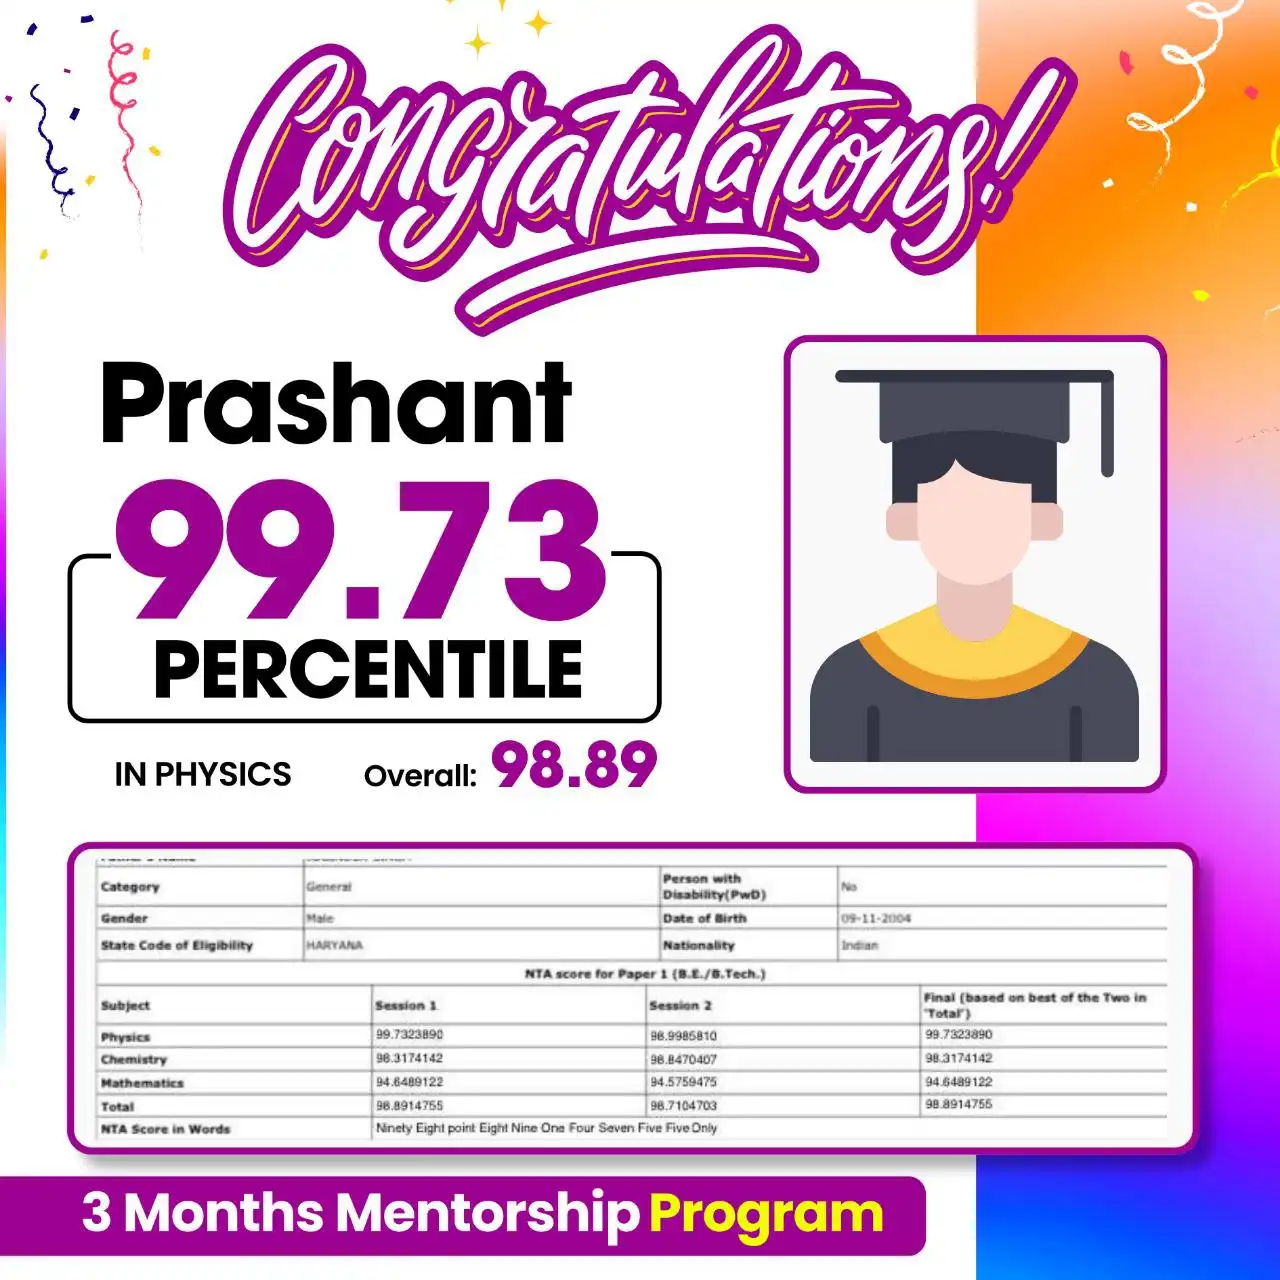 Congratulations!
Prashant
99.73
PERCENTILE
IN PHYSICS Overall: 98.89
Category General Person with Disability(PwD) No
Gender Male Date of Birth 09-11-2004
State Code of Eligibility HARYANA Nationality Indian
NTA score for Paper 1 (B.E./B.Tech.)
Subject Session 1 Session 2 Final (based on best of the Two in 'Total')
Physics 99.7323890 98.9985810 99.7323890
Chemistry 98.3174142 98.8470407 98.3174142
Mathematics 94.6489122 94.5759475 94.6489122
Total 98.8914755 98.7104703 98.8914755
NTA Score in Words Ninety Eight point Eight Nine One Four Seven Five Five Only
3 Months Mentorship Program